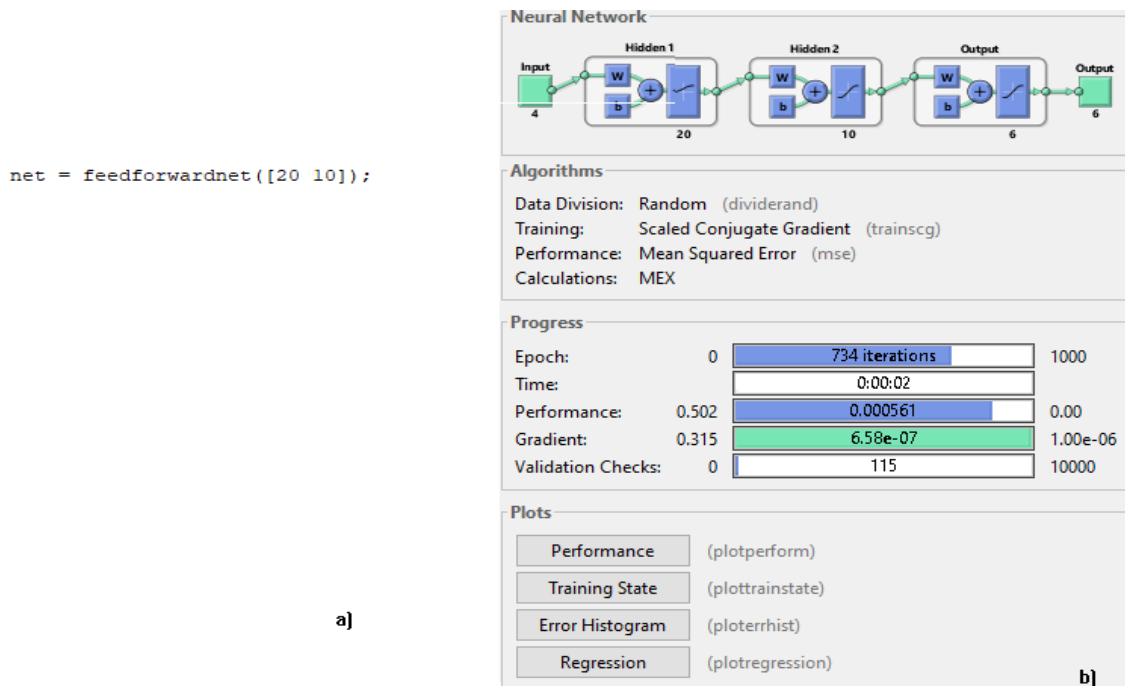 net = feedforwardnet([20 10]);
a)
Neural Network
Hidden 1 Hidden 2 Output
Input Output
W W W
b b b
4 20 10 6 6
Algorithms
Data Division: Random (dividerand)
Training: Scaled Conjugate Gradient (trainscg)
Performance: Mean Squared Error (mse)
Calculations: MEX
Progress
Epoch: 0 734 iterations 1000
Time: 0:00:02
Performance: 0.502 0.000561 0.00
Gradient: 0.315 6.58e-07 1.00e-06
Validation Checks: 0 115 10000
Plots
Performance (plotperform)
Training State (plottrainstate)
Error Histogram (ploterrhist)
Regression (plotregression)
b)